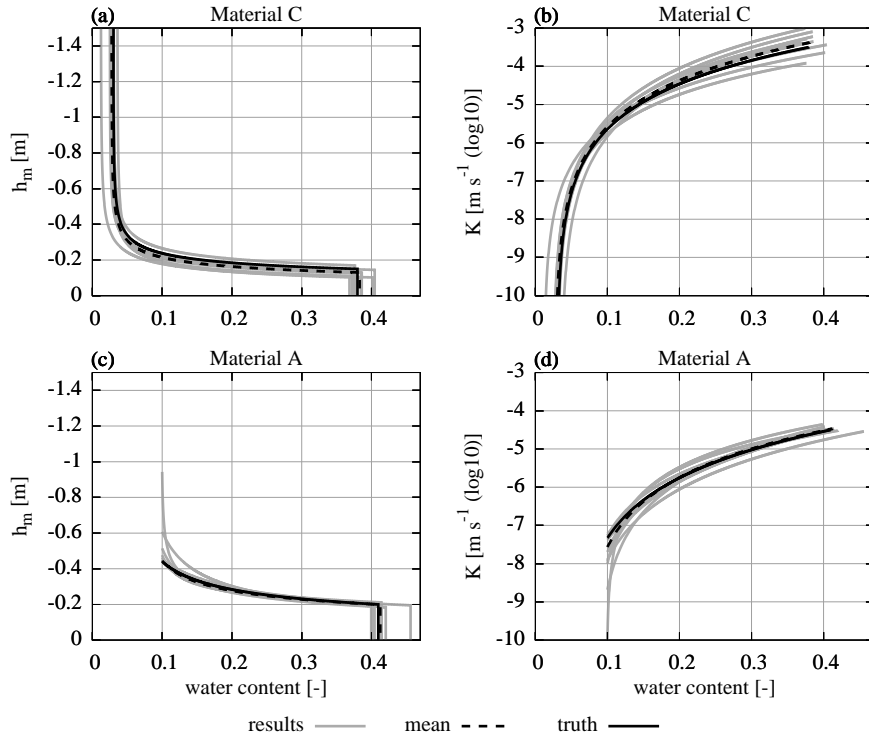 (a) Material C
(b) Material C
-1.4
-1.2
-1
-0.8
-0.6
-0.4
-0.2
0
h_m [m]
0 0.1 0.2 0.3 0.4
-3
-4
-5
-6
-7
-8
-9
-10
K [m s⁻¹ (log10)]
0 0.1 0.2 0.3 0.4
(c) Material A
(d) Material A
-1.4
-1.2
-1
-0.8
-0.6
-0.4
-0.2
0
h_m [m]
0 0.1 0.2 0.3 0.4
water content [-]
-3
-4
-5
-6
-7
-8
-9
-10
K [m s⁻¹ (log10)]
0 0.1 0.2 0.3 0.4
water content [-]
results mean truth